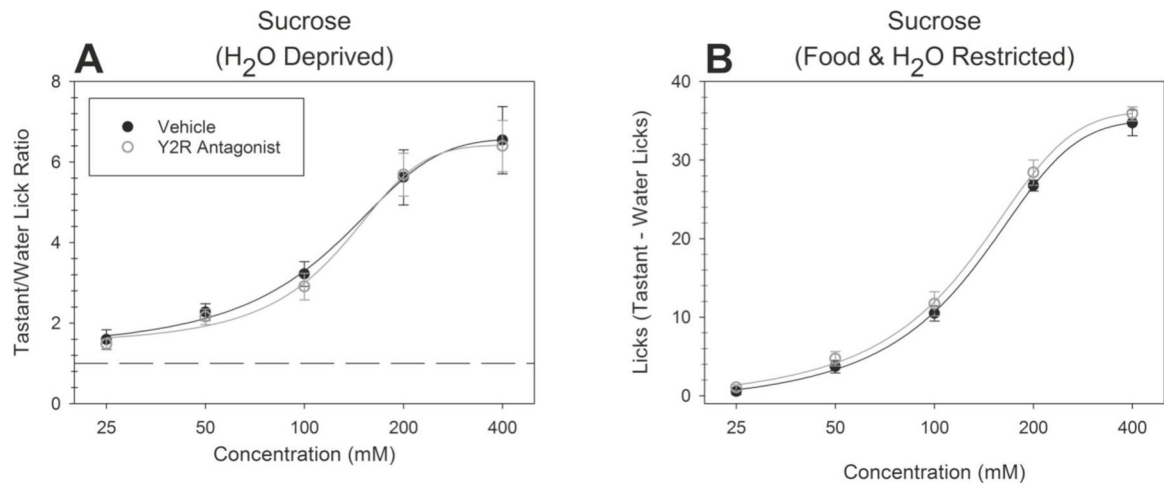 Sucrose
(H₂O Deprived)
A
8
6
4
2
0
Tastant/Water Lick Ratio
Vehicle
Y2R Antagonist
25 50 100 200 400
Concentration (mM)
Sucrose
(Food & H₂O Restricted)
B
40
30
20
10
0
Licks (Tastant - Water Licks)
25 50 100 200 400
Concentration (mM)